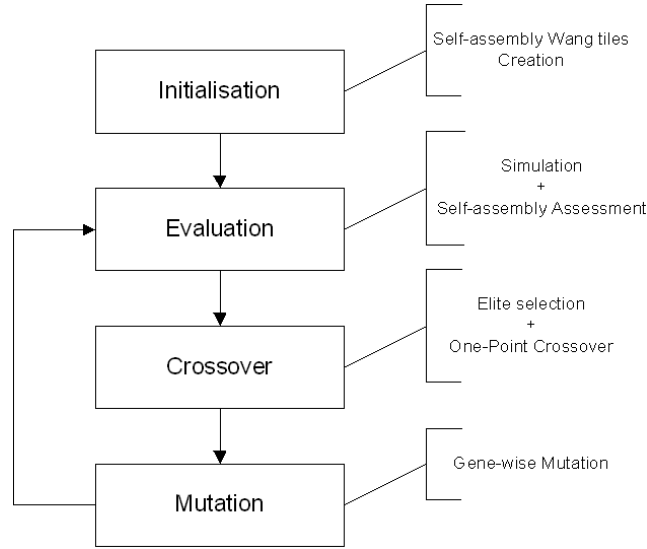 Initialisation
Self-assembly Wang tiles
Creation
Evaluation
Simulation
+
Self-assembly Assessment
Crossover
Elite selection
+
One-Point Crossover
Mutation
Gene-wise Mutation